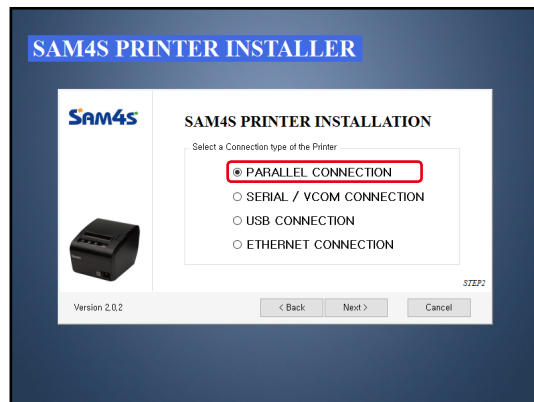 SAM4S PRINTER INSTALLER
SAM4S
SAM4S PRINTER INSTALLATION
Select a Connection type of the Printer
PARALLEL CONNECTION
SERIAL / VCOM CONNECTION
USB CONNECTION
ETHERNET CONNECTION
STEP2
Version 2,0,2
< Back
Next >
Cancel